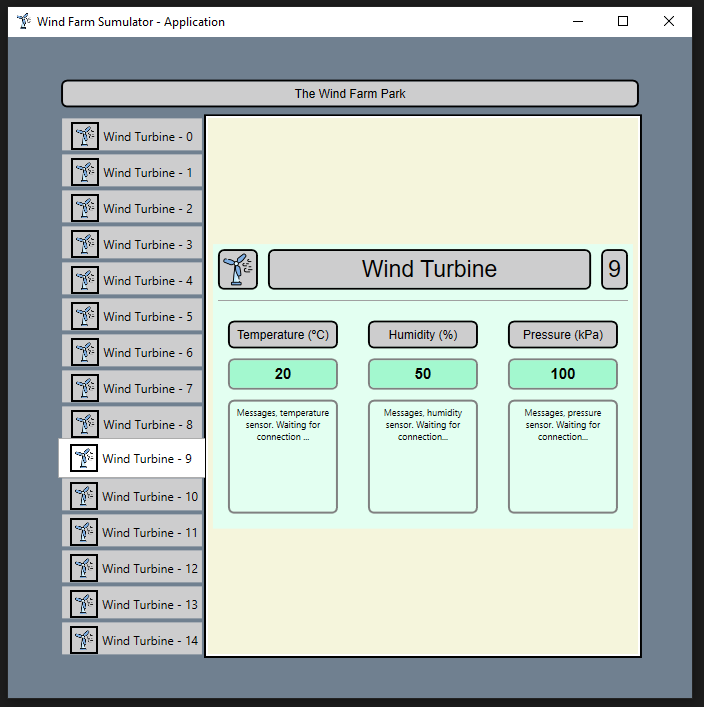 Wind Farm Sumulator - Application
The Wind Farm Park
Wind Turbine - 0
Wind Turbine - 1
Wind Turbine - 2
Wind Turbine - 3
Wind Turbine - 4
Wind Turbine - 5
Wind Turbine - 6
Wind Turbine - 7
Wind Turbine - 8
Wind Turbine - 9
Wind Turbine - 10
Wind Turbine - 11
Wind Turbine - 12
Wind Turbine - 13
Wind Turbine - 14
Wind Turbine 9
Temperature (ºC)
20
Messages, temperature
sensor. Waiting for
connection ...
Humidity (%)
50
Messages, humidity
sensor. Waiting for
connection...
Pressure (kPa)
100
Messages, pressure
sensor. Waiting for
connection...